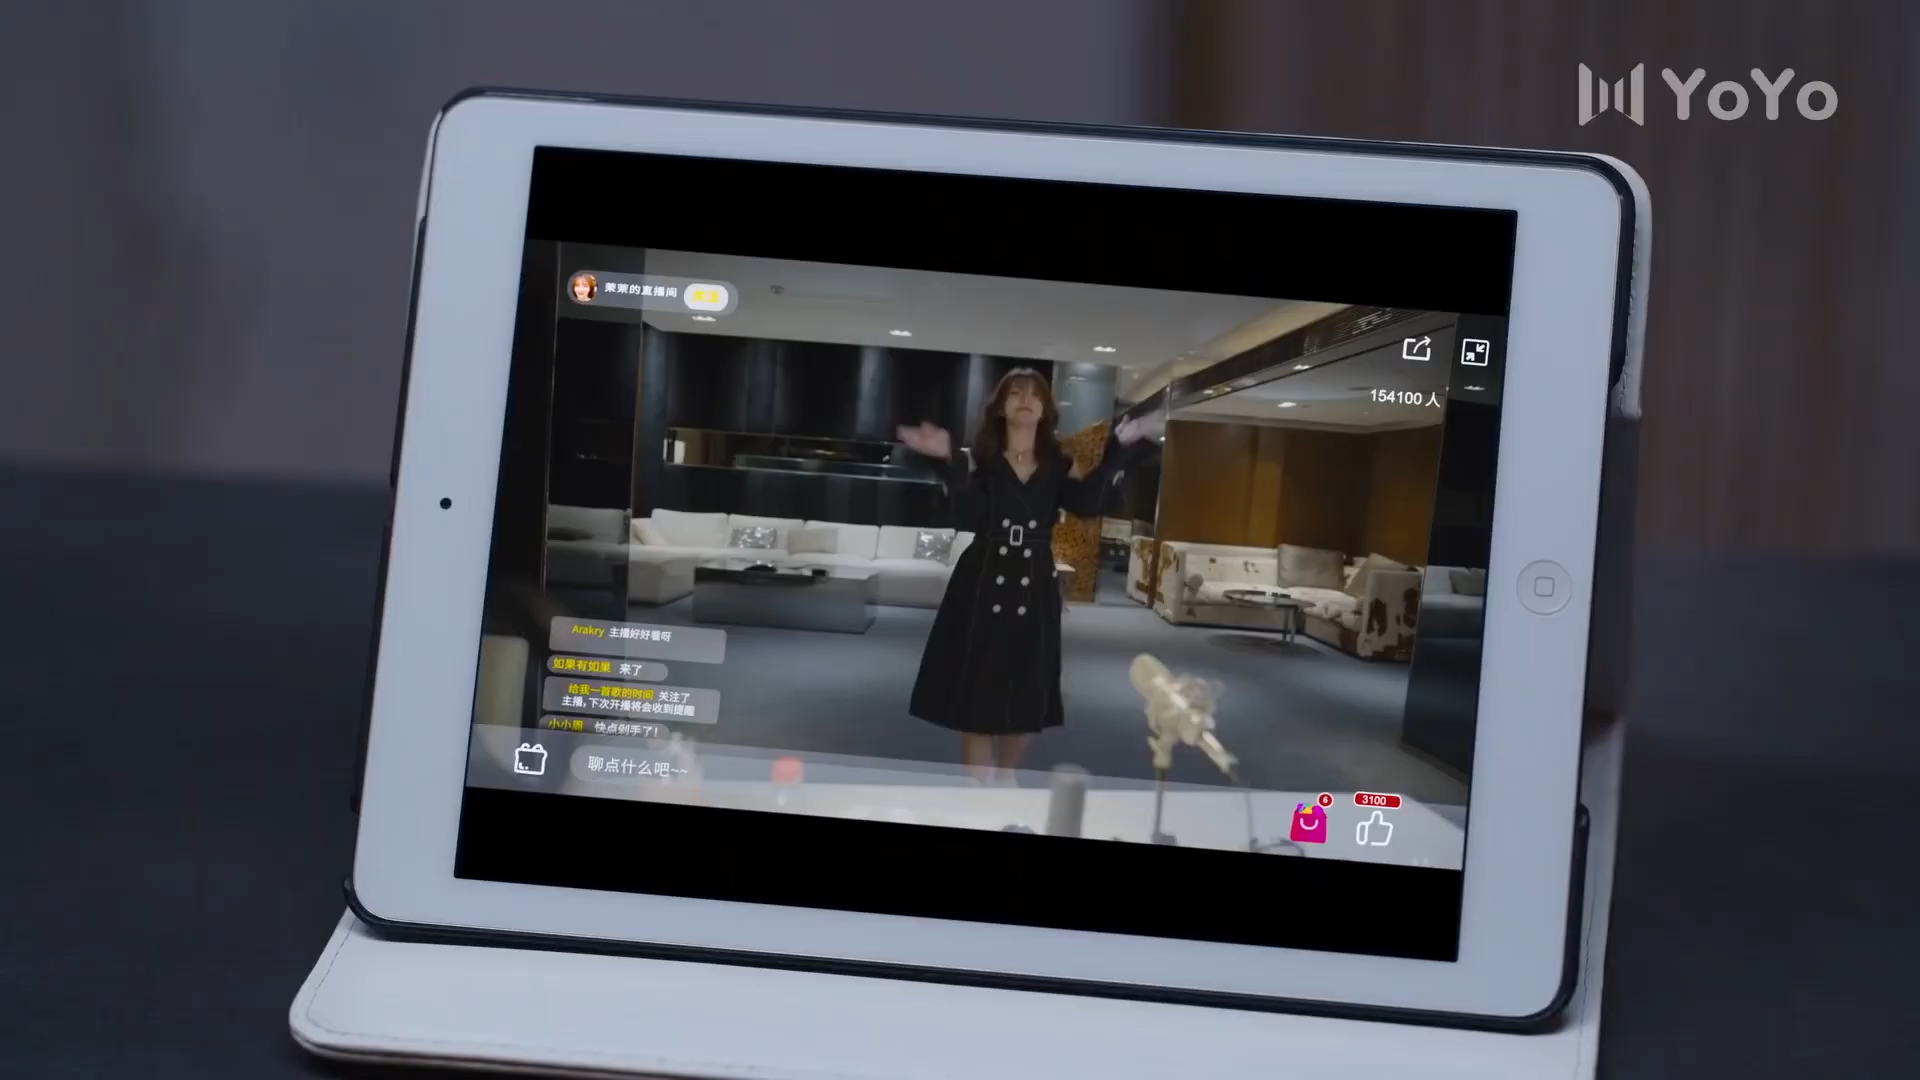 YoYo
茉茉的直播间
154100 人
Arakry 主播好好看呀
如果有如果 来了
给我一首歌的时间 关注了
主播，下次开播将会收到提醒
小小周 快点剁手了！
聊点什么吧~~
6
3100